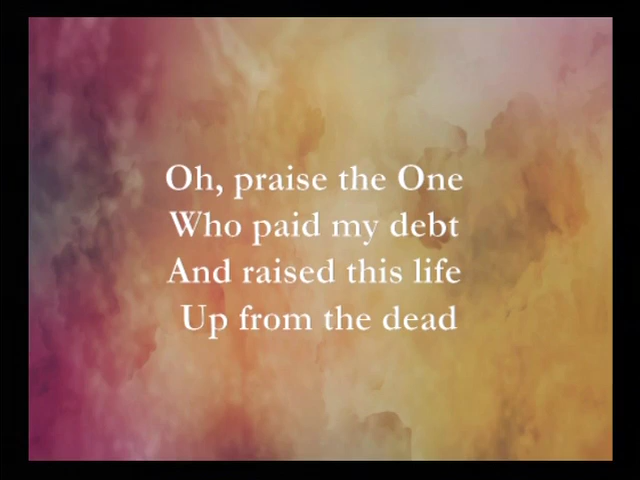 Oh, praise the One
Who paid my debt
And raised this life
Up from the dead